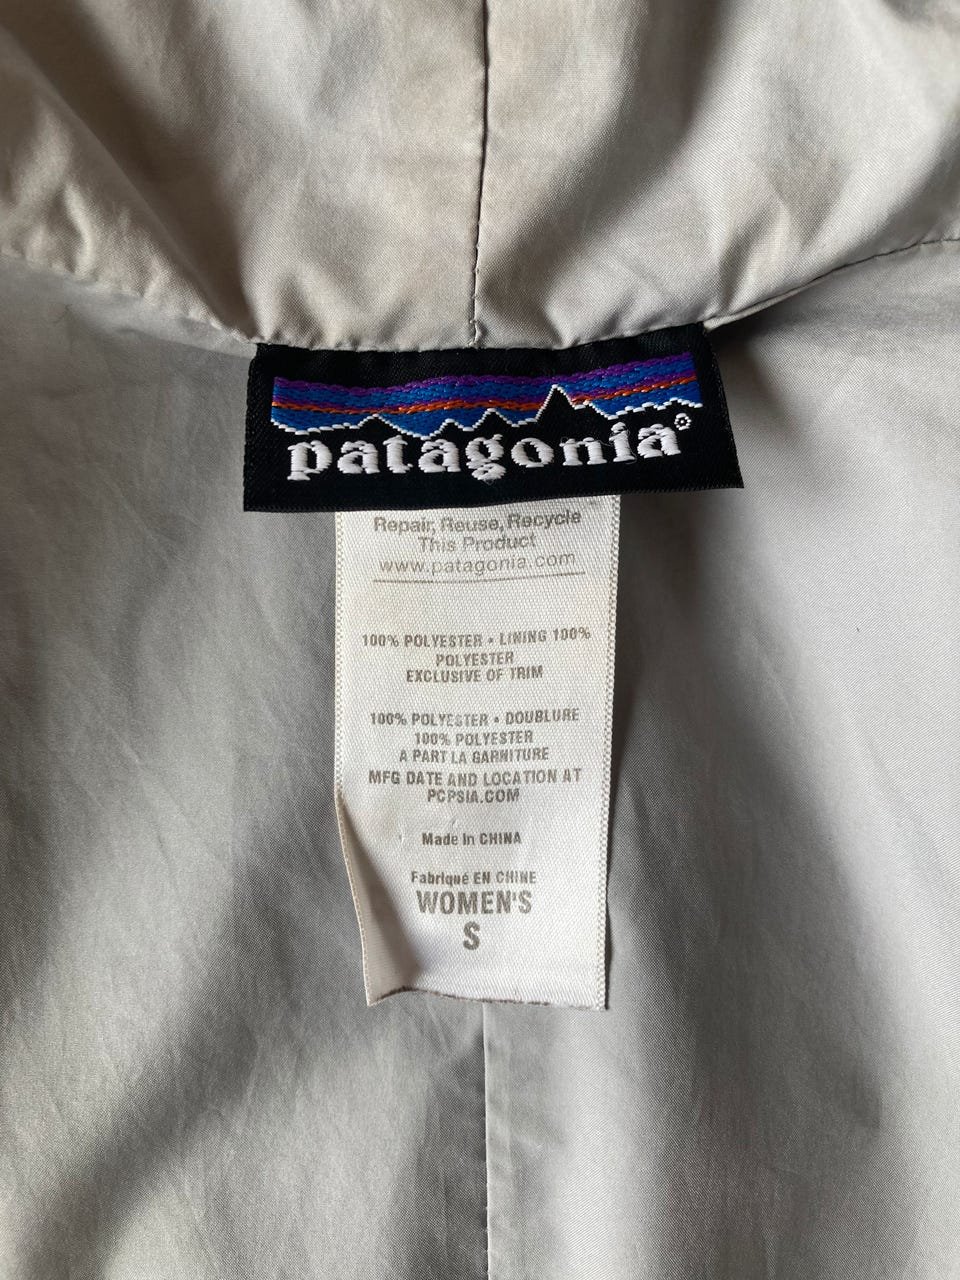 patagonia®
Repair, Reuse, Recycle
This Product
www.patagonia.com
100% POLYESTER • LINING 100%
POLYESTER
EXCLUSIVE OF TRIM
100% POLYESTER • DOUBLURE
100% POLYESTER
A PART LA GARNITURE
MFG DATE AND LOCATION AT
PCPSIA.COM
Made In CHINA
Fabriqué EN CHINE
WOMEN'S
S